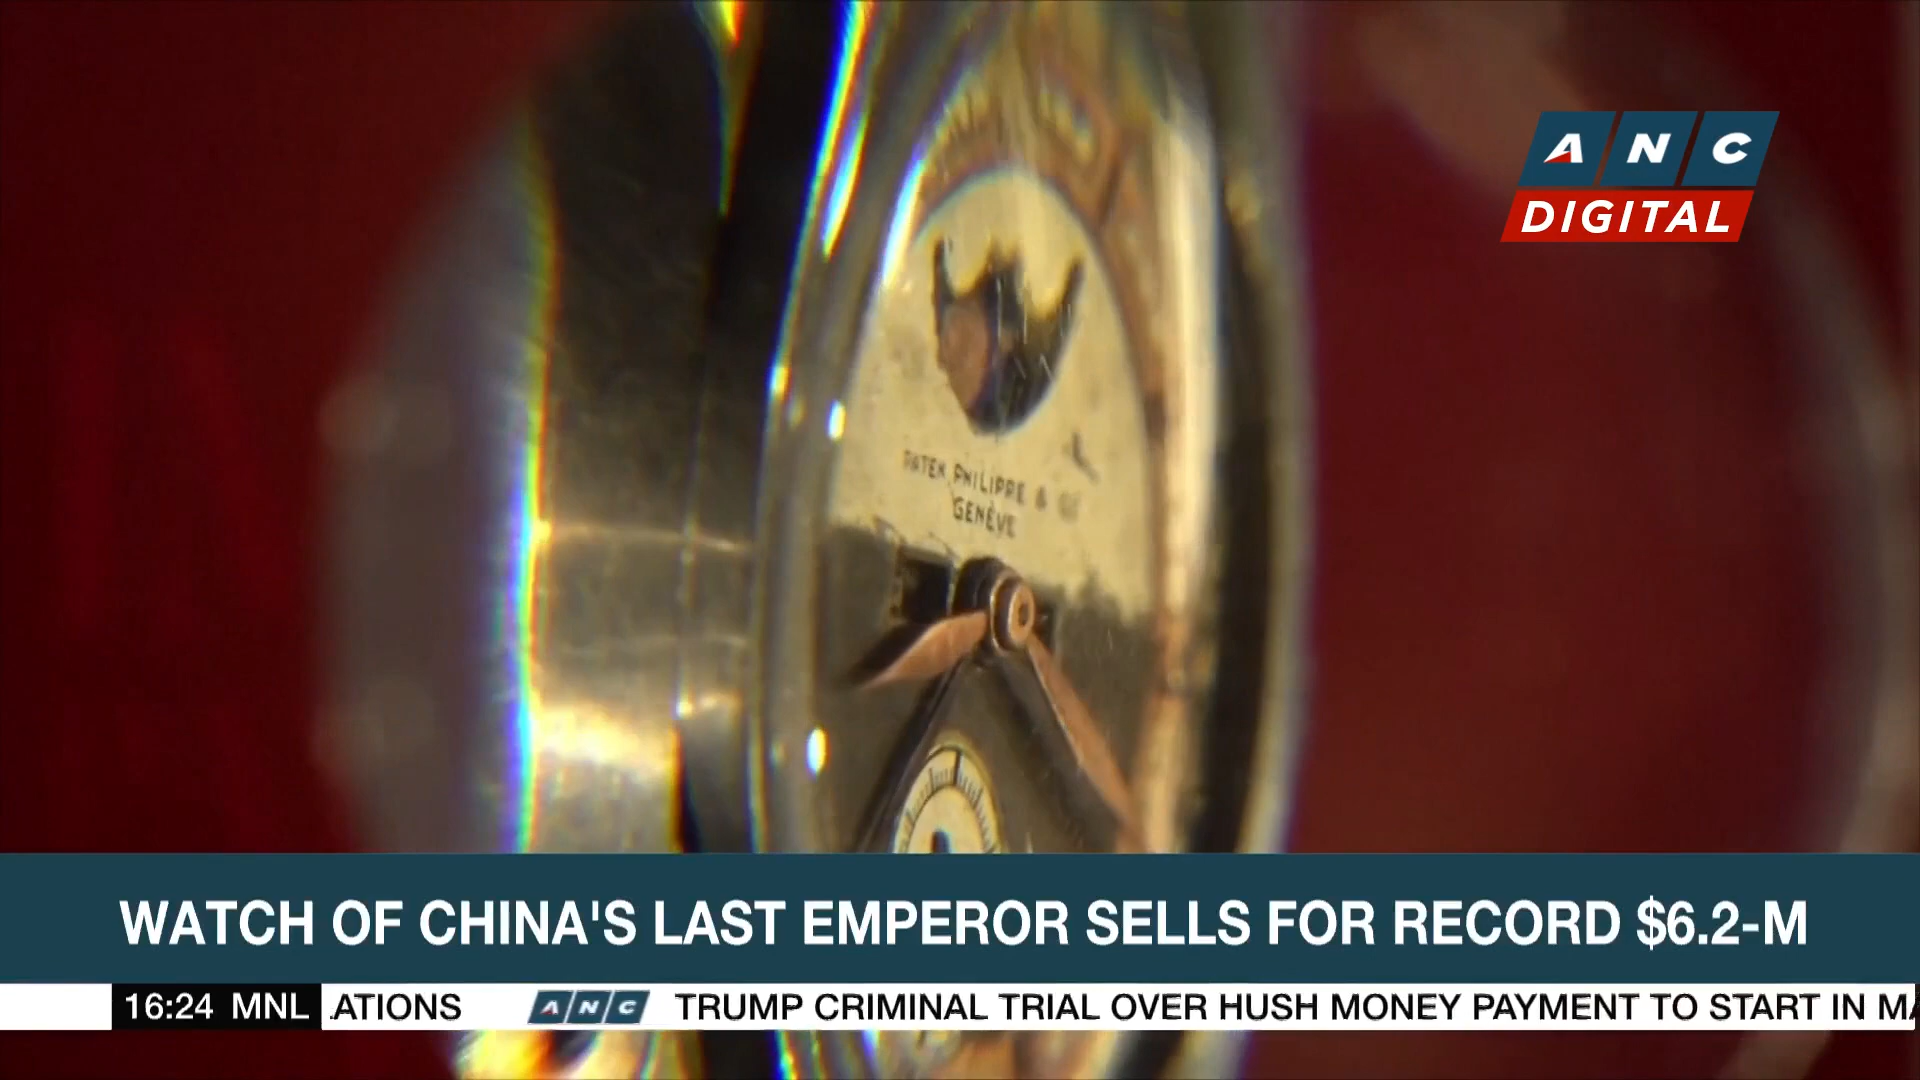 ANC
DIGITAL
PATEK PHILIPPE & Cº
GENÈVE
WATCH OF CHINA'S LAST EMPEROR SELLS FOR RECORD $6.2-M
16:24 MNL ATIONS ANC TRUMP CRIMINAL TRIAL OVER HUSH MONEY PAYMENT TO START IN MA